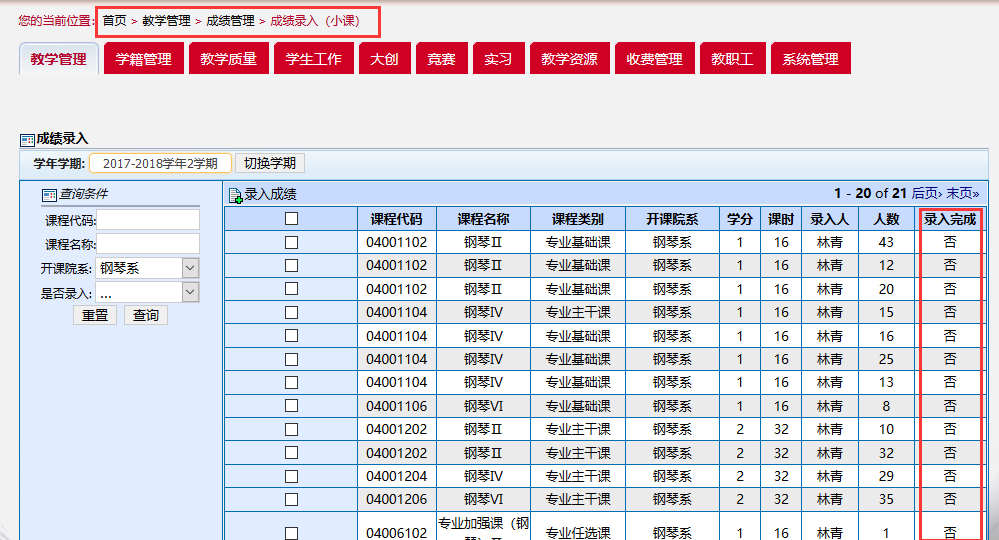 您的当前位置: 首页 > 教学管理 > 成绩管理 > 成绩录入（小课）
教学管理 学籍管理 教学质量 学生工作 大创 竞赛 实习 教学资源 收费管理 教职工 系统管理
成绩录入
学年学期: 2017-2018学年2学期 切换学期
查询条件
课程代码:
课程名称:
开课院系: 钢琴系
是否录入: ...
重置 查询
录入成绩 1 - 20 of 21 后页› 末页»
课程代码 课程名称 课程类别 开课院系 学分 课时 录入人 人数 录入完成
04001102 钢琴Ⅱ 专业基础课 钢琴系 1 16 林青 43 否
04001102 钢琴Ⅱ 专业基础课 钢琴系 1 16 林青 12 否
04001102 钢琴Ⅱ 专业基础课 钢琴系 1 16 林青 20 否
04001104 钢琴Ⅳ 专业主干课 钢琴系 1 16 林青 15 否
04001104 钢琴Ⅳ 专业基础课 钢琴系 1 16 林青 16 否
04001104 钢琴Ⅳ 专业基础课 钢琴系 1 16 林青 25 否
04001104 钢琴Ⅳ 专业基础课 钢琴系 1 16 林青 13 否
04001106 钢琴Ⅵ 专业基础课 钢琴系 1 16 林青 8 否
04001202 钢琴Ⅱ 专业主干课 钢琴系 2 32 林青 10 否
04001202 钢琴Ⅱ 专业主干课 钢琴系 2 32 林青 32 否
04001204 钢琴Ⅳ 专业主干课 钢琴系 2 32 林青 29 否
04001206 钢琴Ⅵ 专业主干课 钢琴系 2 32 林青 35 否
04006102 专业加强课（钢 专业任选课 钢琴系 1 16 林青 1 否